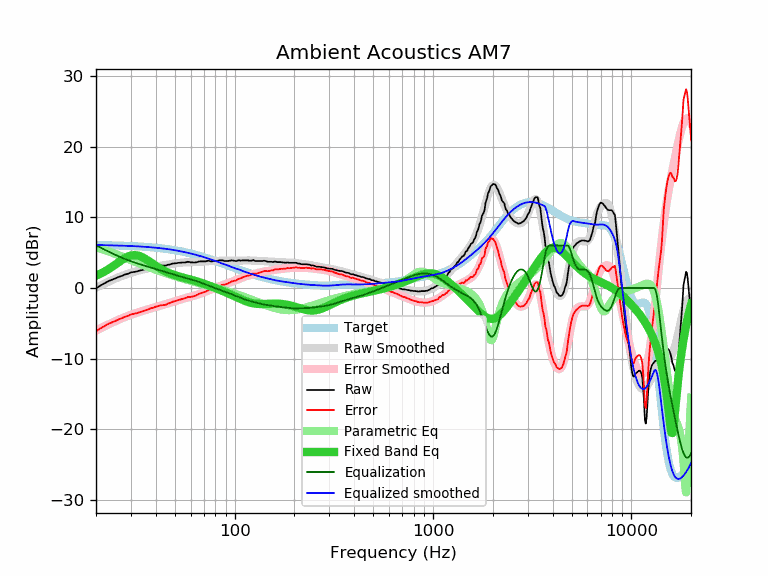 Ambient Acoustics AM7
30
20
10
0
−10
−20
−30
Amplitude (dBr)
Target
Raw Smoothed
Error Smoothed
Raw
Error
Parametric Eq
Fixed Band Eq
Equalization
Equalized smoothed
100
1000
10000
Frequency (Hz)